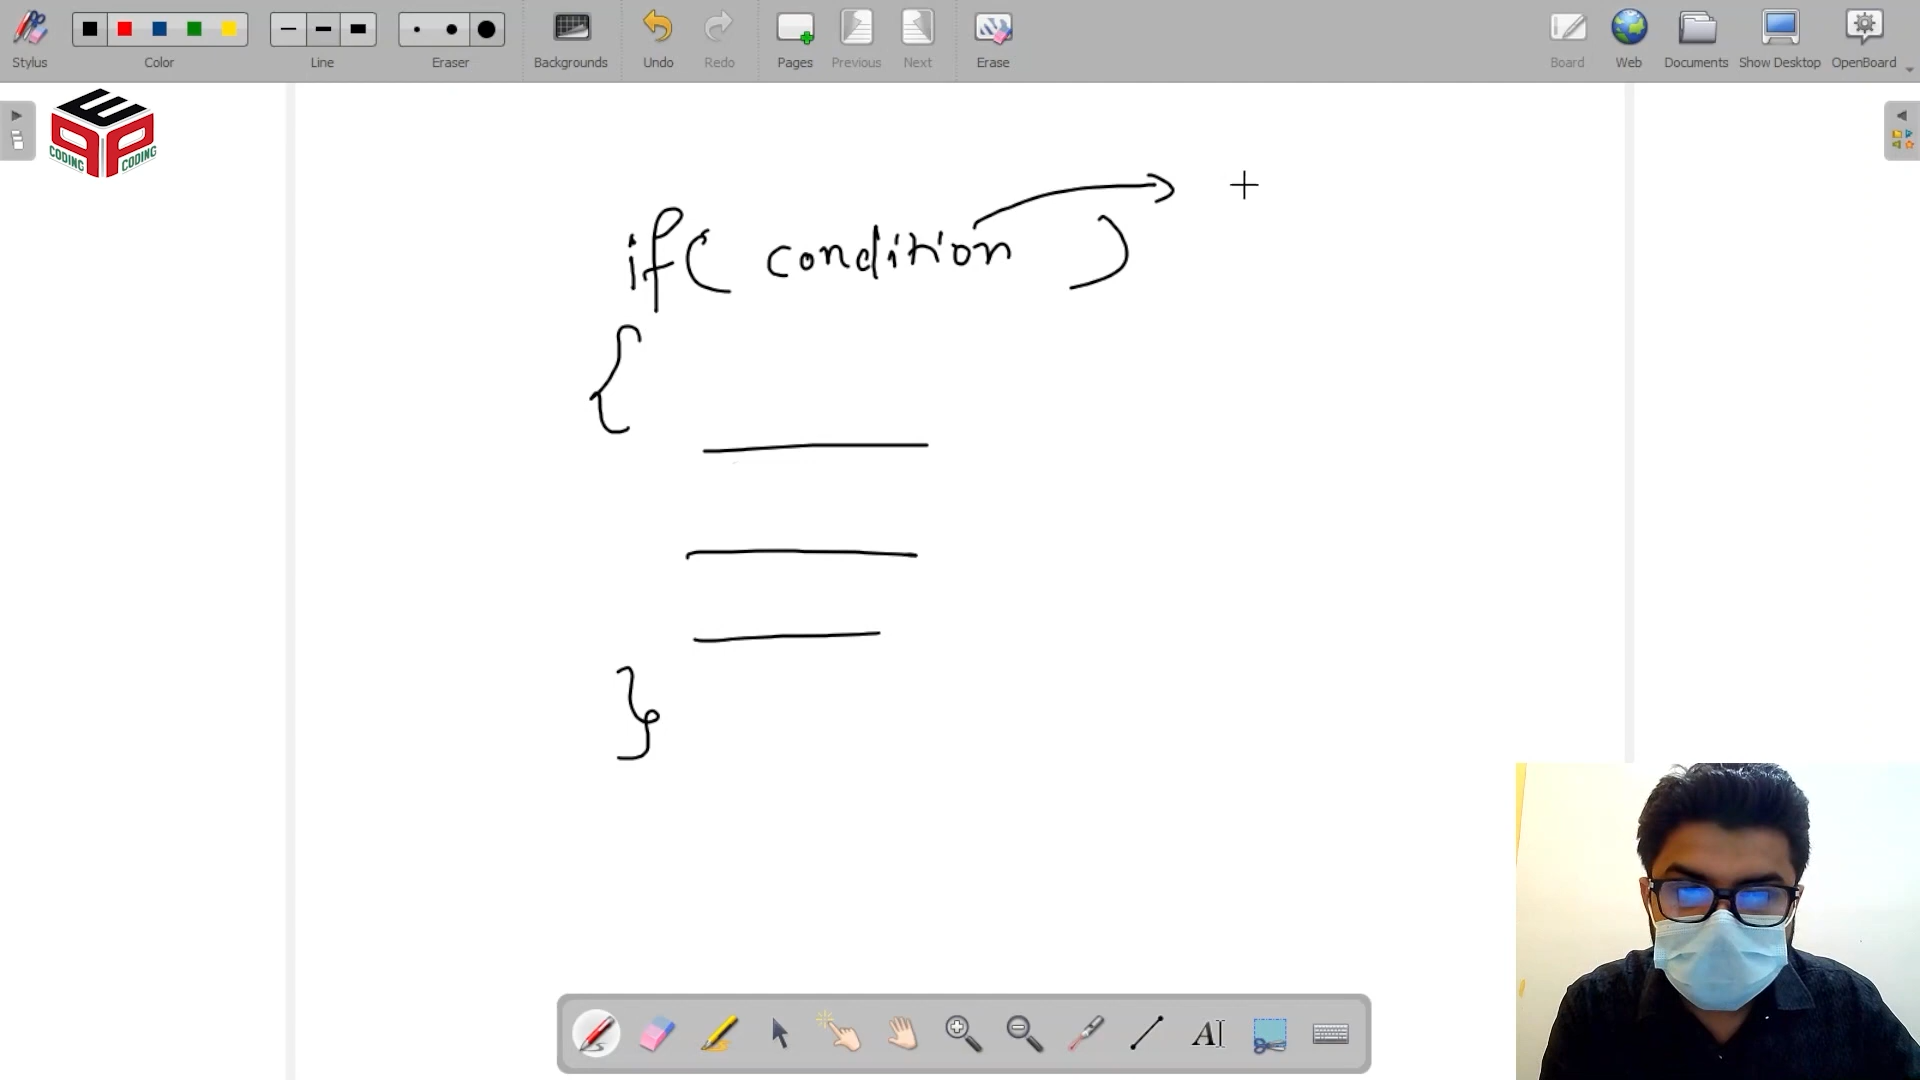 Stylus
Color
Line
Eraser
Backgrounds
Undo
Redo
Pages
Previous
Next
Erase
Board
Web
Documents
Show Desktop
OpenBoard
CODING CODING
if( condition )
{
}
AI